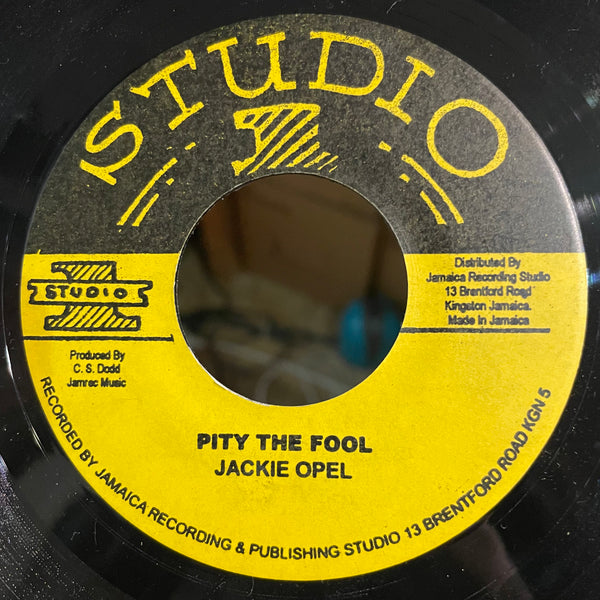 STUDIO
1
STUDIO
Distributed By
Jamaica Recording Studio
13 Brentford Road
Kingston Jamaica.
Made In Jamaica
Produced By
C. S. Dodd
Jamrec Music
PITY THE FOOL
JACKIE OPEL
RECORDED BY JAMAICA RECORDING & PUBLISHING STUDIO 13 BRENTFORD ROAD KGN 5